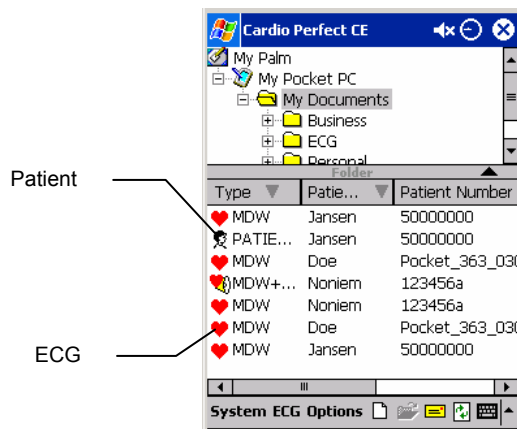 Cardio Perfect CE
My Palm
My Pocket PC
My Documents
Business
ECG
Personal
Folder
Type Patie... Patient Number
MDW Jansen 50000000
Patient
PATIE... Jansen 50000000
MDW Doe Pocket_363_030
MDW+... Noniem 123456a
MDW Noniem 123456a
ECG
MDW Doe Pocket_363_030
MDW Jansen 50000000
System ECG Options